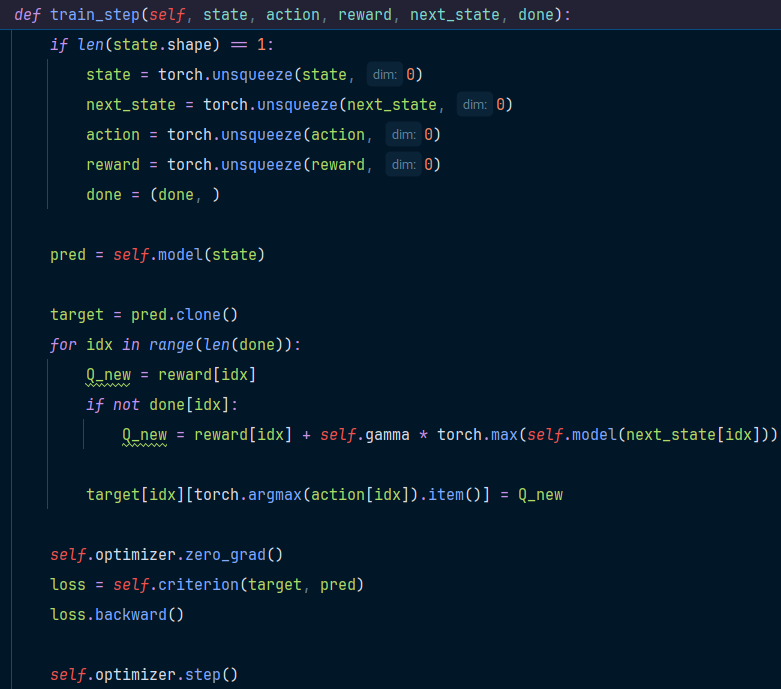 def train_step(self, state, action, reward, next_state, done):
    if len(state.shape) == 1:
        state = torch.unsqueeze(state, dim: 0)
        next_state = torch.unsqueeze(next_state, dim: 0)
        action = torch.unsqueeze(action, dim: 0)
        reward = torch.unsqueeze(reward, dim: 0)
        done = (done, )

    pred = self.model(state)

    target = pred.clone()
    for idx in range(len(done)):
        Q_new = reward[idx]
        if not done[idx]:
            Q_new = reward[idx] + self.gamma * torch.max(self.model(next_state[idx]))

        target[idx][torch.argmax(action[idx]).item()] = Q_new

    self.optimizer.zero_grad()
    loss = self.criterion(target, pred)
    loss.backward()

    self.optimizer.step()